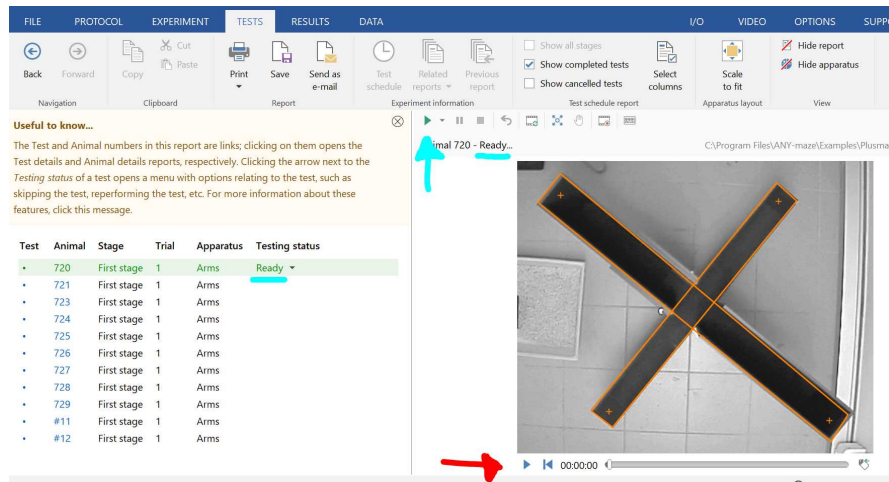 FILE PROTOCOL EXPERIMENT TESTS RESULTS DATA I/O VIDEO OPTIONS SUPP
Back Forward Copy Cut Paste Print Save Send as e-mail Test schedule Related reports Previous report
Show all stages
Show completed tests
Show cancelled tests
Select columns Scale to fit
Hide report
Hide apparatus
Navigation Clipboard Report Experiment information Test schedule report Apparatus layout View
Useful to know...
The Test and Animal numbers in this report are links; clicking on them opens the
Test details and Animal details reports, respectively. Clicking the arrow next to the
Testing status of a test opens a menu with options relating to the test, such as
skipping the test, reperforming the test, etc. For more information about these
features, click this message.
Test Animal Stage Trial Apparatus Testing status
720 First stage 1 Arms Ready
721 First stage 1 Arms
723 First stage 1 Arms
724 First stage 1 Arms
725 First stage 1 Arms
726 First stage 1 Arms
727 First stage 1 Arms
728 First stage 1 Arms
729 First stage 1 Arms
#11 First stage 1 Arms
#12 First stage 1 Arms
imal 720 - Ready... C:\Program Files\ANY-maze\Examples\Plusma
00:00:00